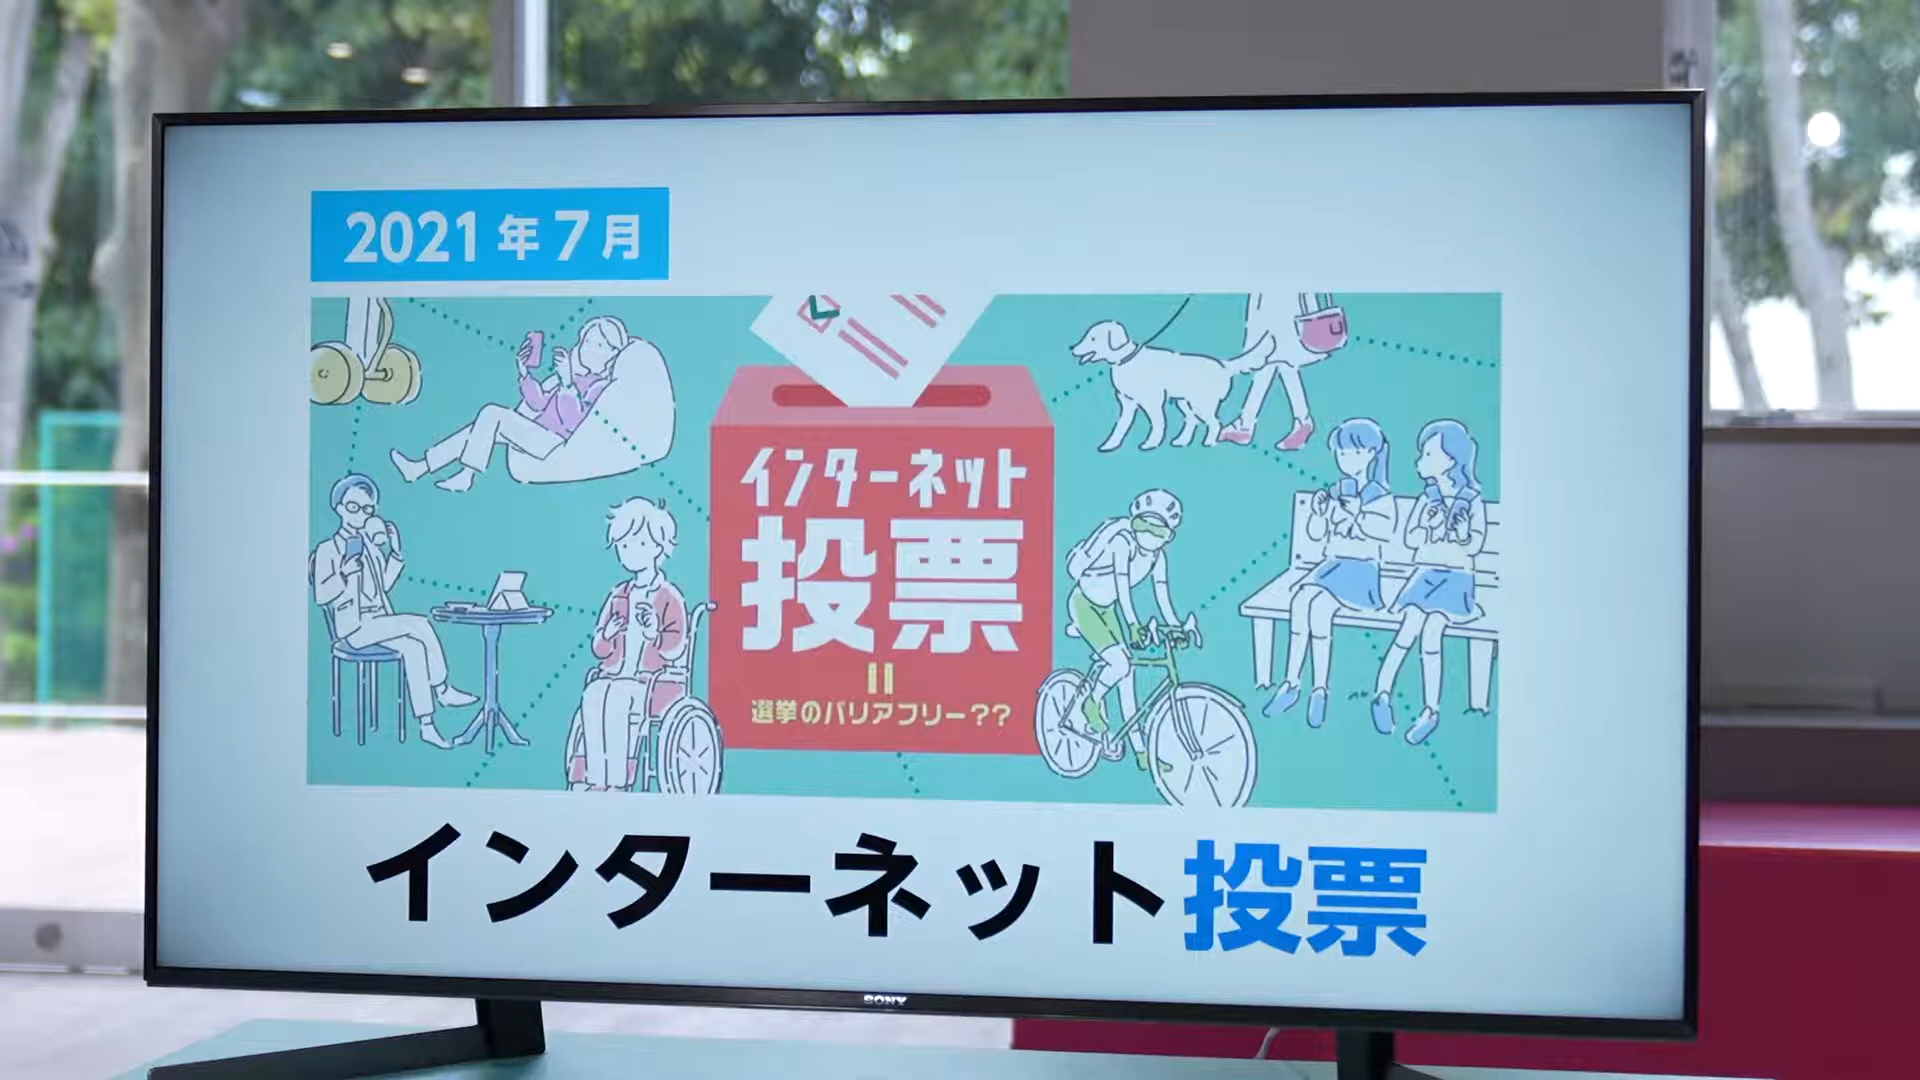 2021年7月
インターネット
投票
=
選挙のバリアフリー??
インターネット投票
SONY